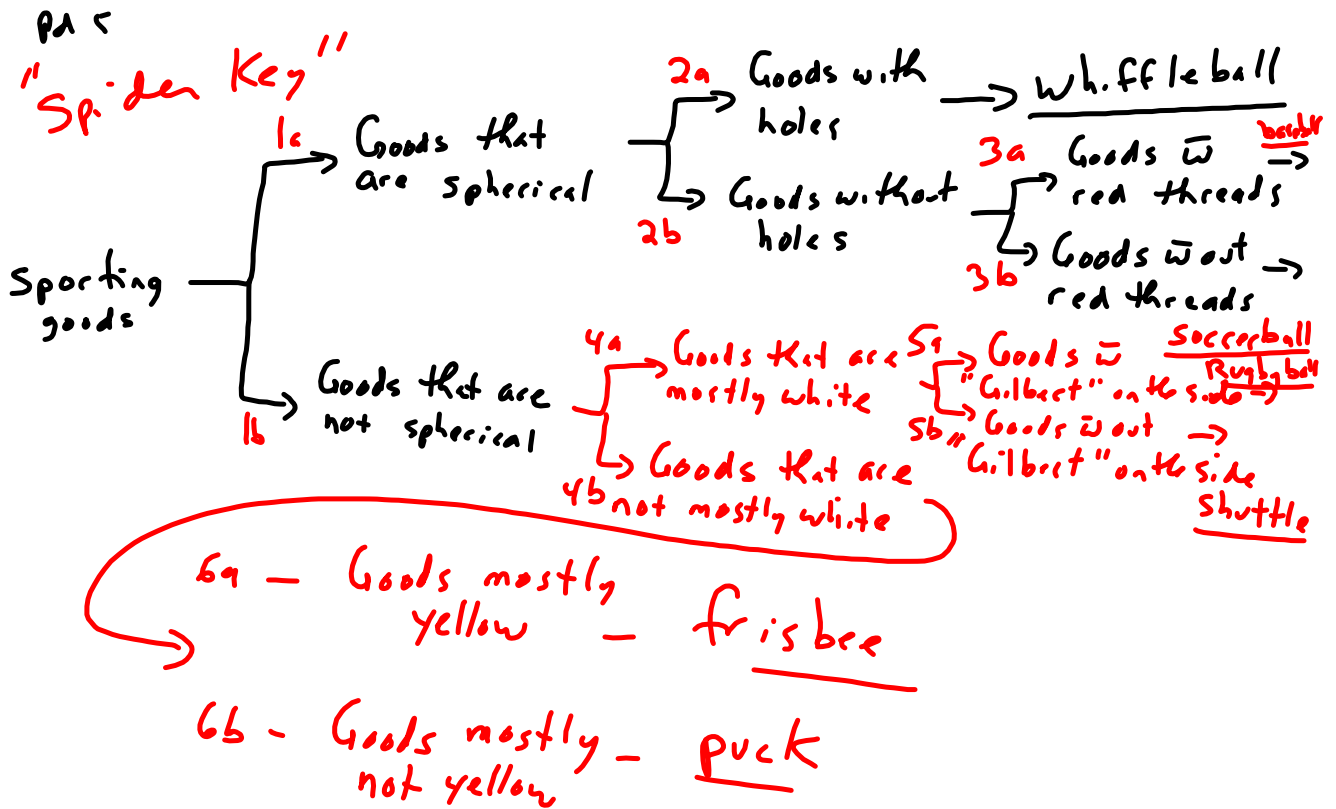 pd 5
"Spider Key"
Sporting
goods
1a
Goods that
are spherical
1b
Goods that are
not spherical
2a
Goods with
holes
whiffleball
2b
Goods without
holes
3a
Goods w̄
red threads
baseball
3b
Goods w̄out
red threads
soccerball
4a
Goods that are
mostly white
4b
Goods that are
not mostly white
5a
Goods w̄
"Gilbert" on the side
Rugbyball
5b
Goods w̄out
"Gilbert" on the side
shuttle
6a – Goods mostly
yellow – frisbee
6b – Goods mostly
not yellow – puck